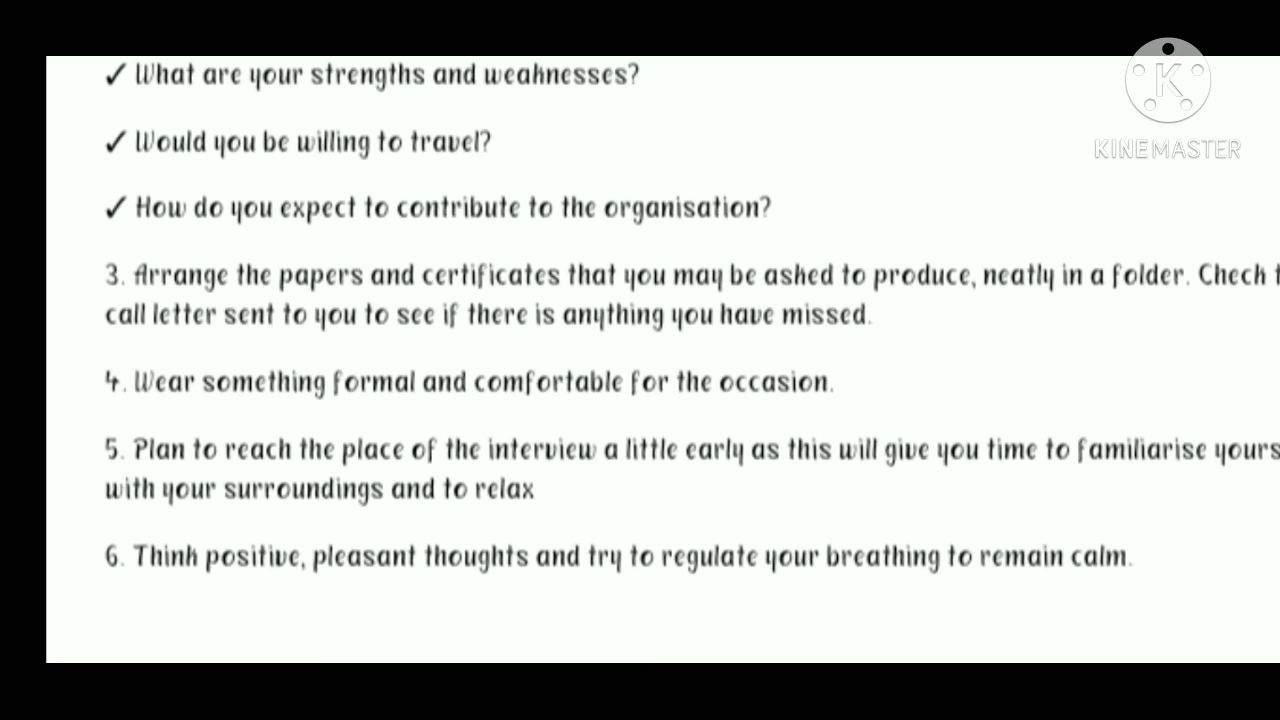 ✓ What are your strengths and weaknesses?
✓ Would you be willing to travel?
✓ How do you expect to contribute to the organisation?
3. Arrange the papers and certificates that you may be asked to produce, neatly in a folder. Check
call letter sent to you to see if there is anything you have missed.
4. Wear something formal and comfortable for the occasion.
5. Plan to reach the place of the interview a little early as this will give you time to familiarise yours
with your surroundings and to relax
6. Think positive, pleasant thoughts and try to regulate your breathing to remain calm.
K
KINEMASTER